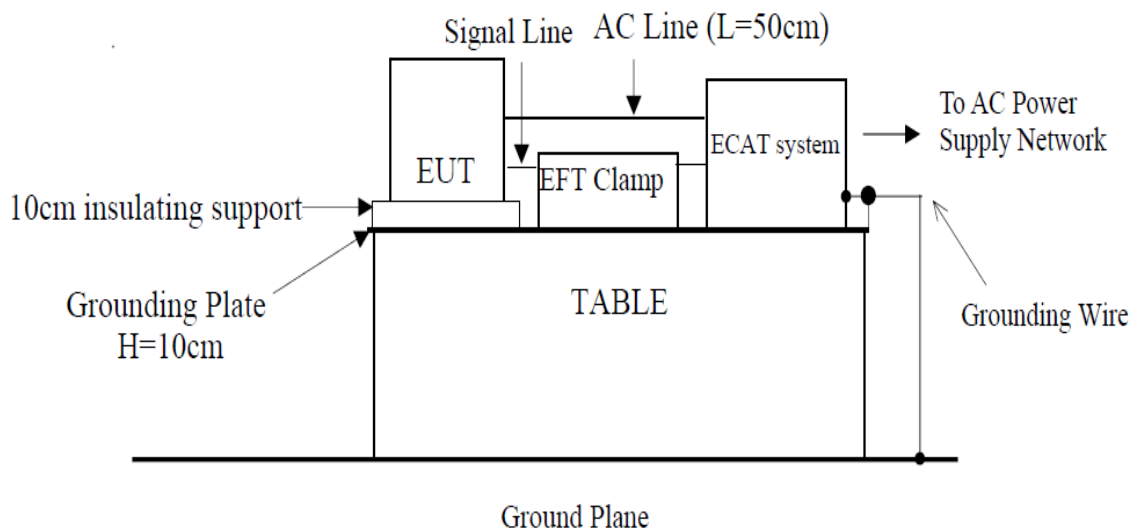 Signal Line
AC Line (L=50cm)
To AC Power
Supply Network
ECAT system
EUT
EFT Clamp
10cm insulating support
Grounding Plate
H=10cm
TABLE
Grounding Wire
Ground Plane